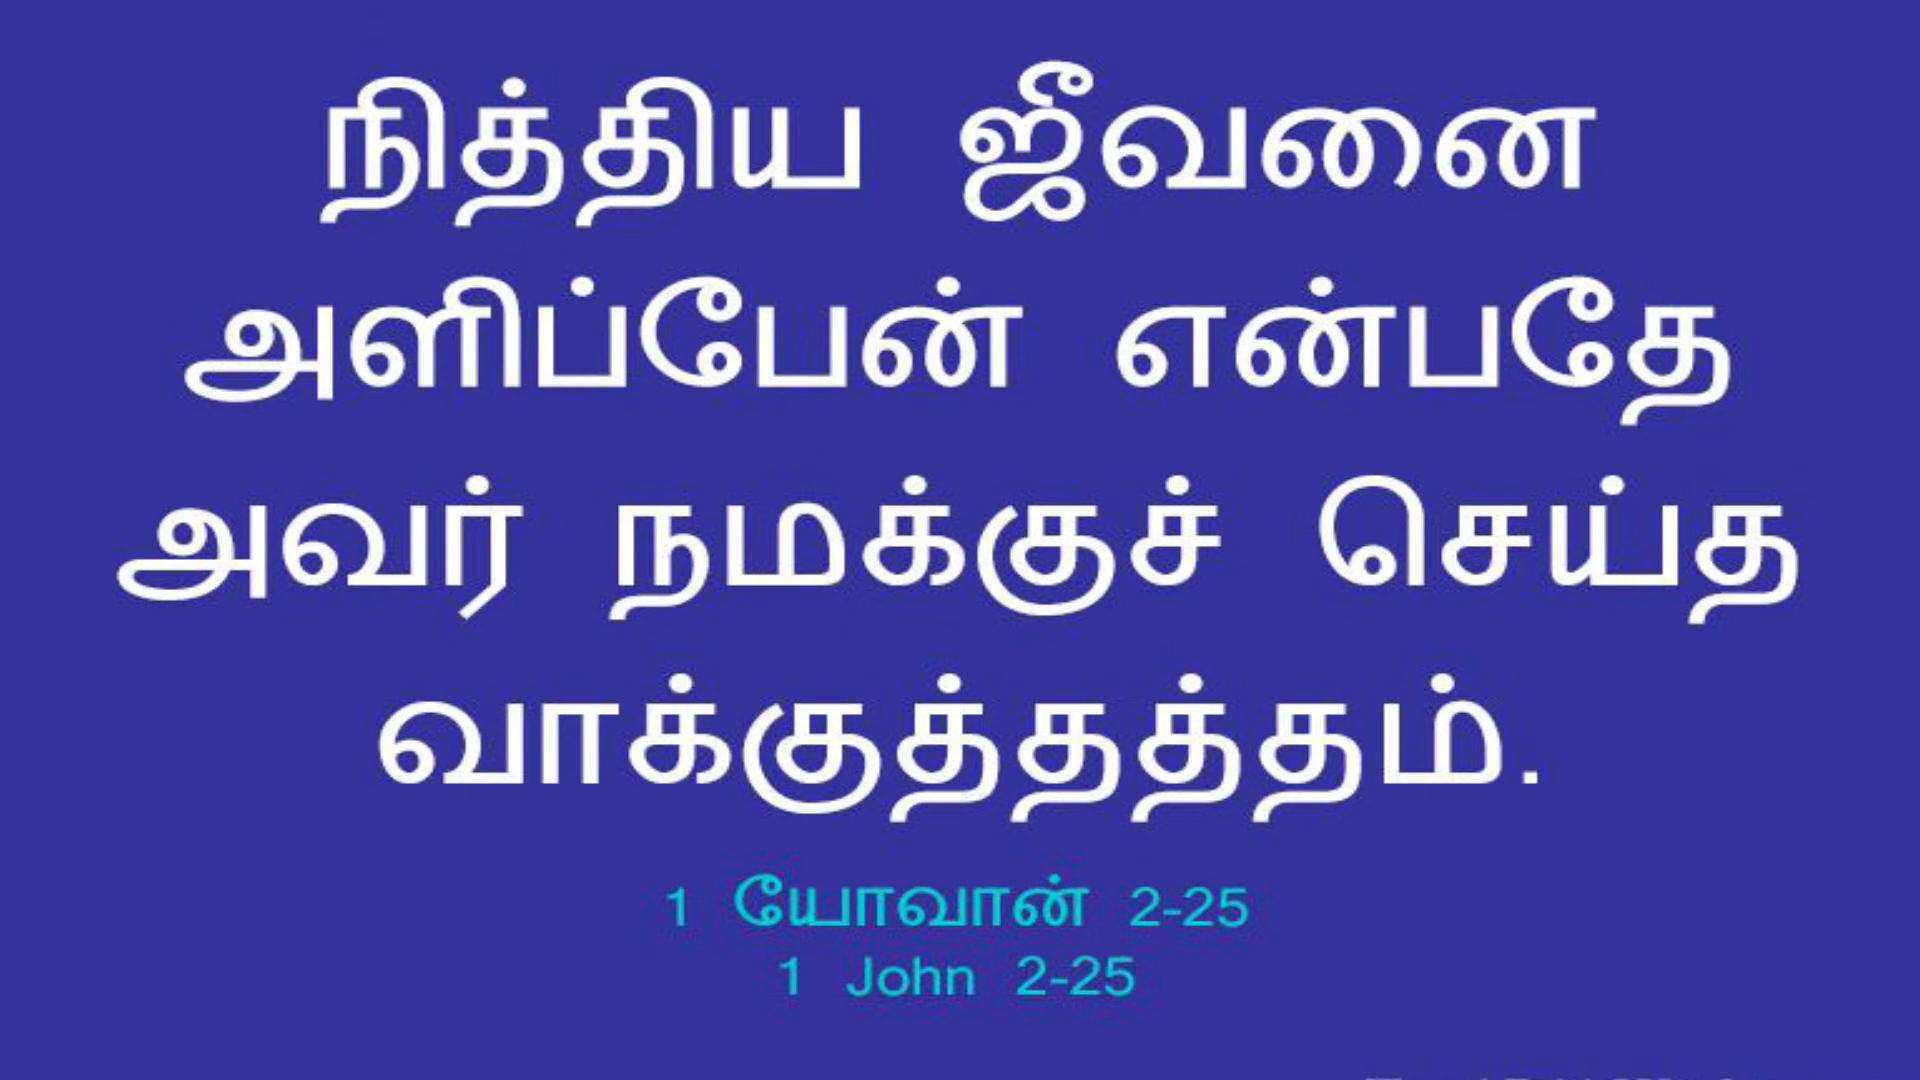 நித்திய ஜீவனை
அளிப்பேன் என்பதே
அவர் நமக்குச் செய்த
வாக்குத்தத்தம்.
1 யோவான் 2-25
1 John 2-25